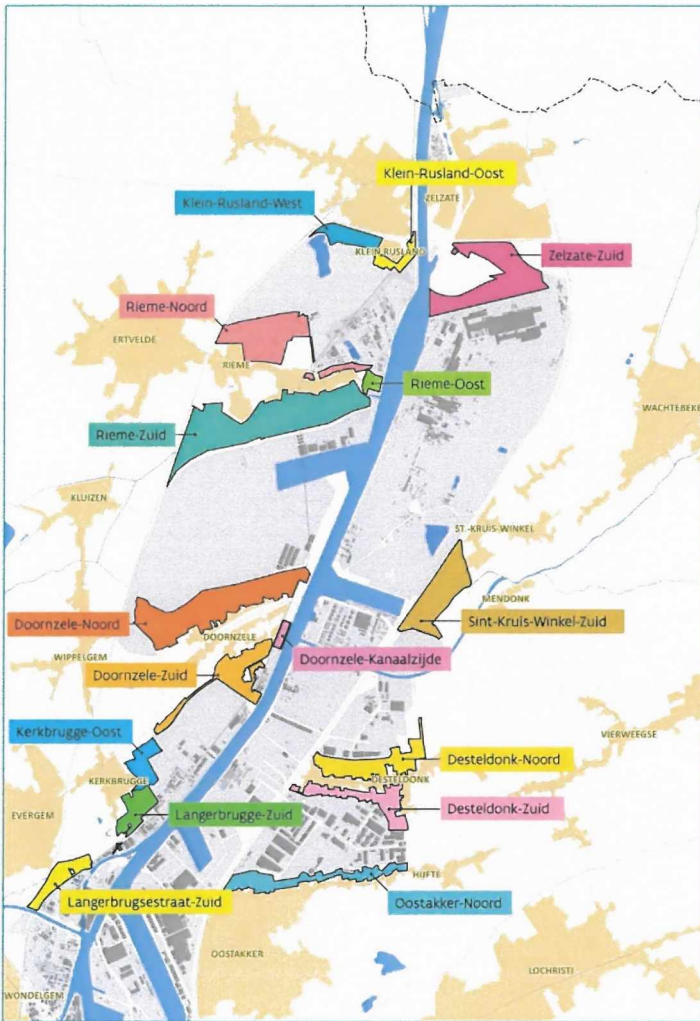 Klein-Rusland-Oost
ZELZATE
Klein-Rusland-West
KLEIN RUSLAND
Zelzate-Zuid
Rieme-Noord
ERTVELDE
RIEME
Rieme-Oost
WACHTEBEKE
Rieme-Zuid
KLUIZEN
ST.-KRUIS-WINKEL
MENDONK
Doornzele-Noord
DOORNZELE
Sint-Kruis-Winkel-Zuid
WIPPELGEM
Doornzele-Kanaalzijde
Doornzele-Zuid
Kerkbrugge-Oost
VIERWEEGSE
Desteldonk-Noord
KERKBRUGGE
DESTELDONK
EVERGEM
Langerbrugge-Zuid
Desteldonk-Zuid
HIJFTE
Langerbrugsestraat-Zuid
Oostakker-Noord
OOSTAKKER
LOCHRISTI
WONDELGEM